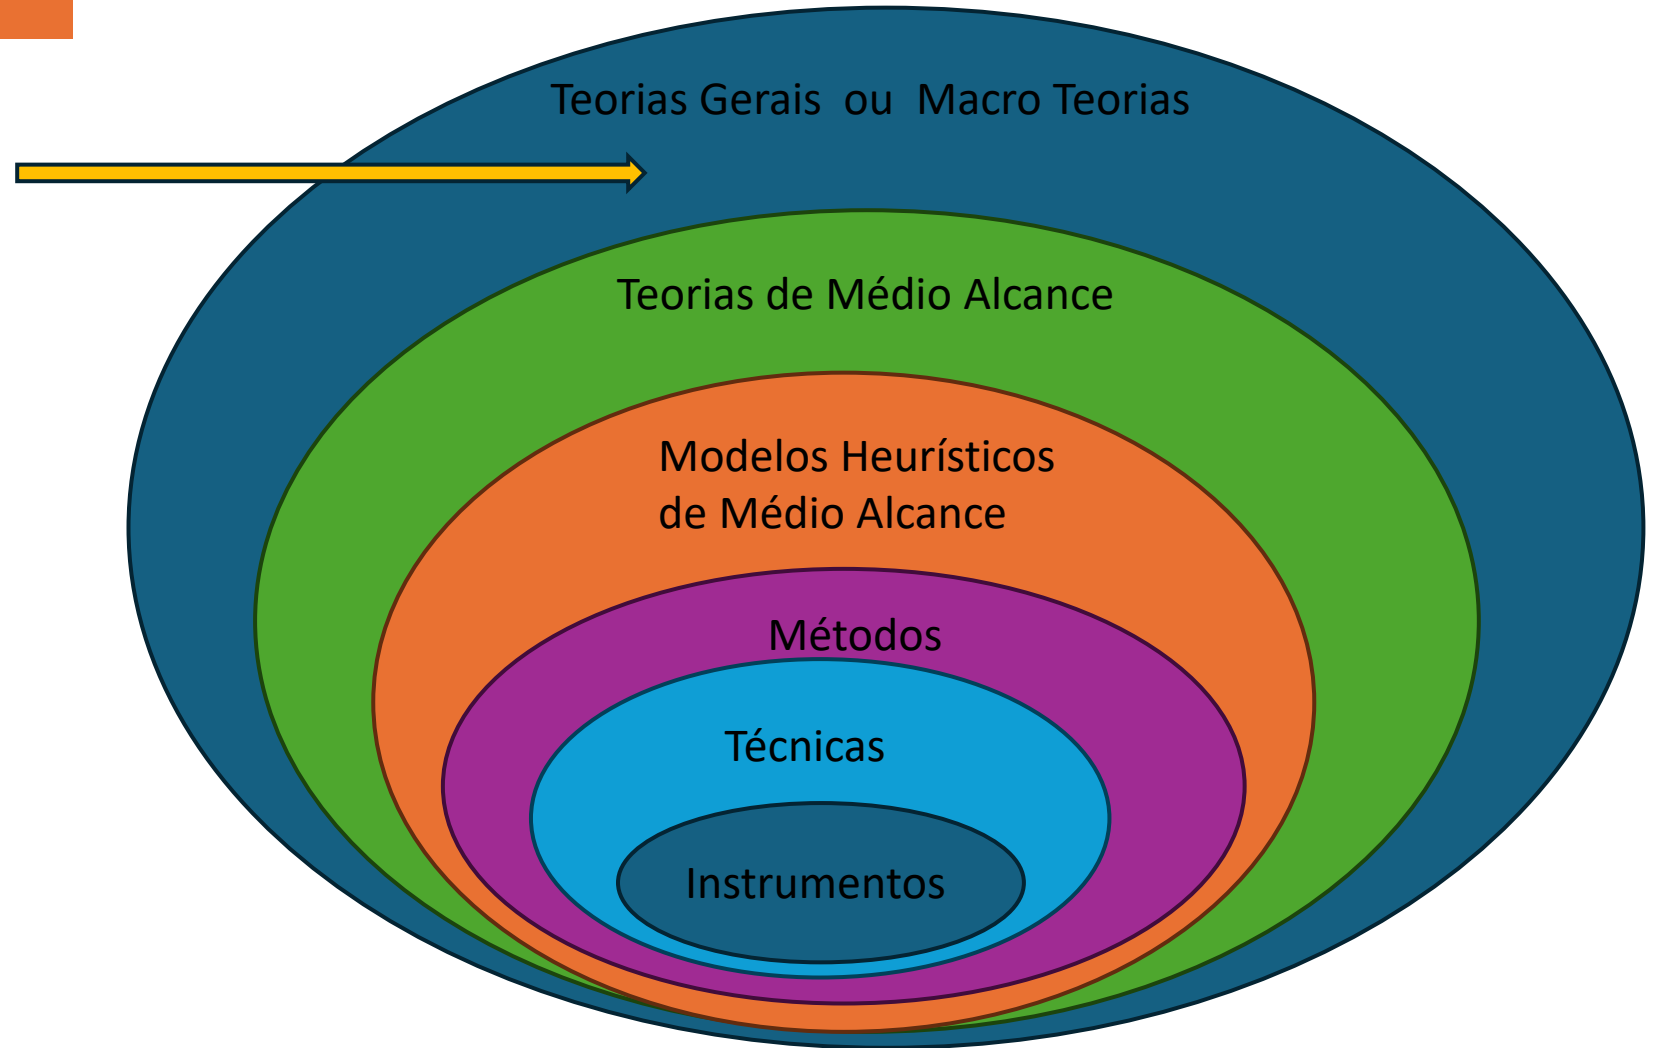 Teorias Gerais ou Macro Teorias
Teorias de Médio Alcance
Modelos Heurísticos
de Médio Alcance
Métodos
Técnicas
Instrumentos